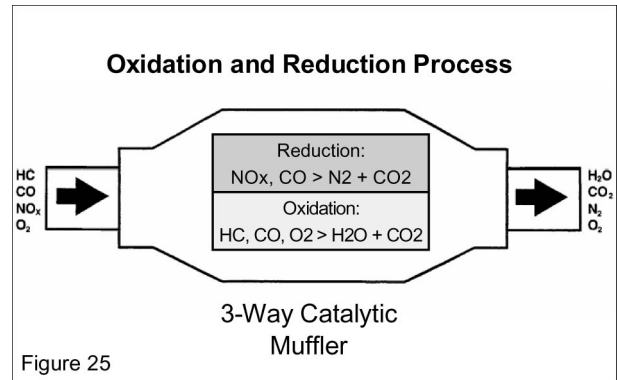 Oxidation and Reduction Process
HC
CO
NOₓ
O₂
Reduction:
NOx, CO > N2 + CO2
Oxidation:
HC, CO, O2 > H2O + CO2
H₂O
CO₂
N₂
O₂
3-Way Catalytic
Muffler
Figure 25